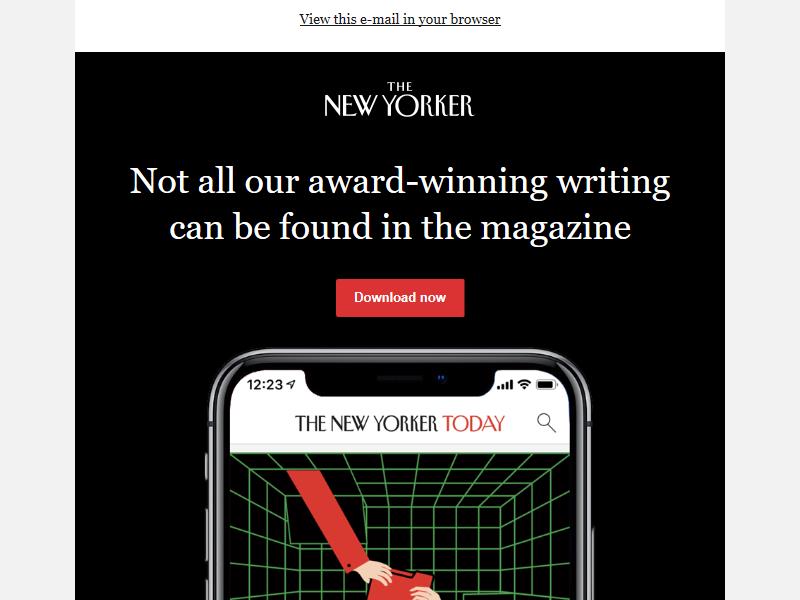 View this e-mail in your browser
THE
NEW YORKER
Not all our award-winning writing
can be found in the magazine
Download now
12:23
THE NEW YORKER TODAY